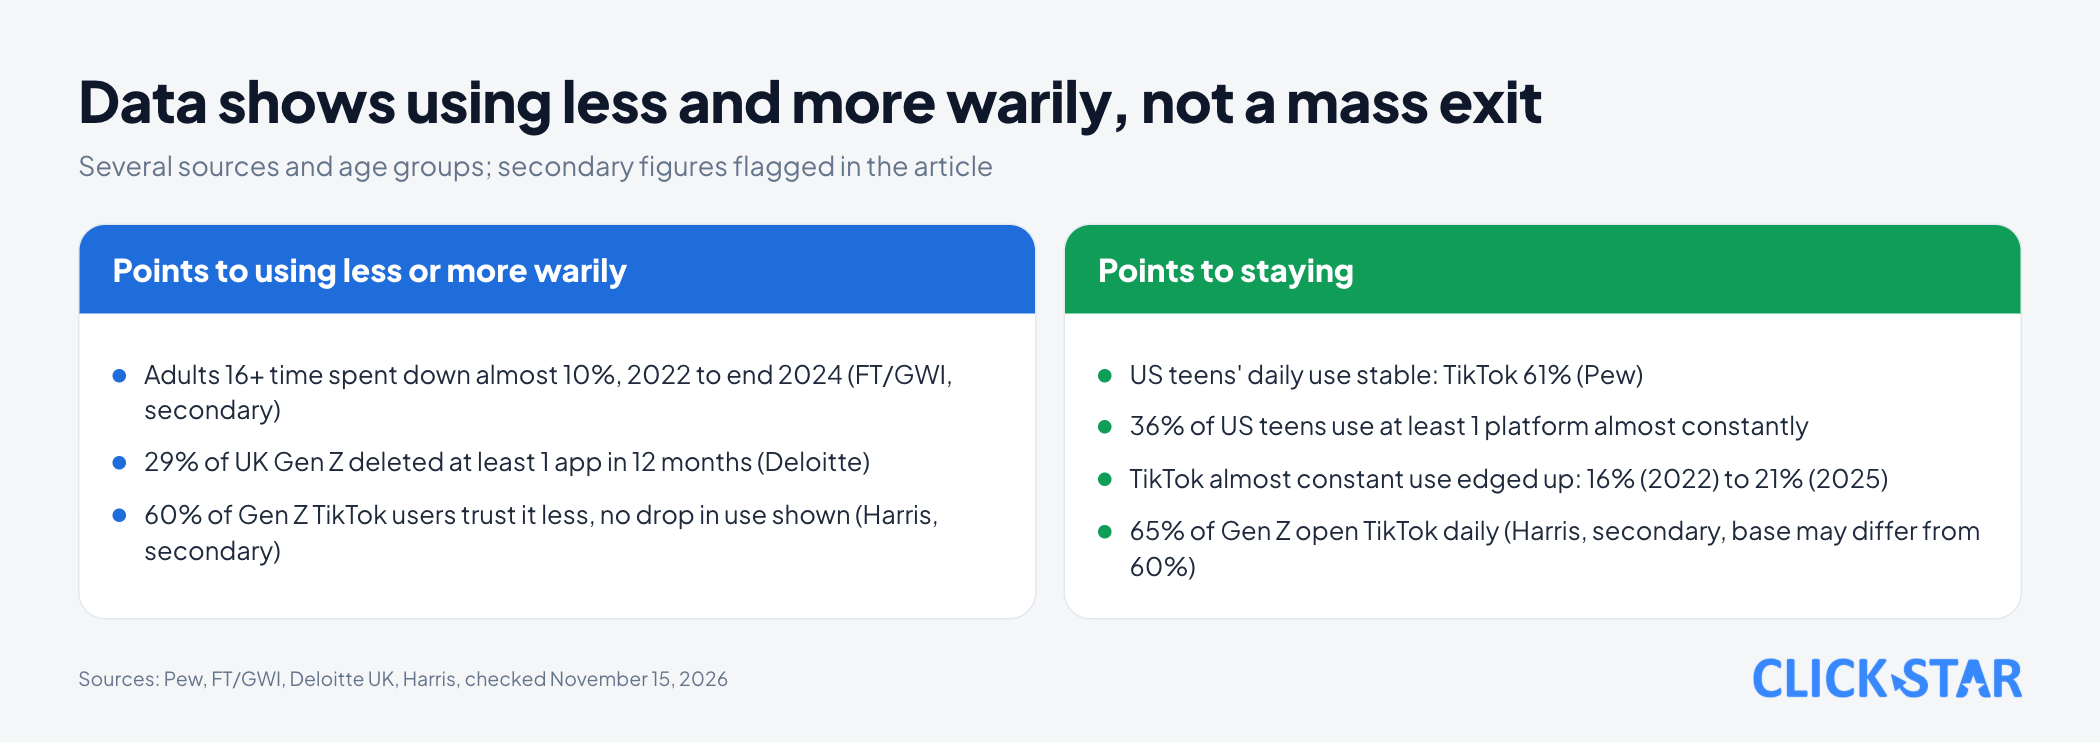 Data shows using less and more warily, not a mass exit
Several sources and age groups; secondary figures flagged in the article
Points to using less or more warily
Adults 16+ time spent down almost 10%, 2022 to end 2024 (FT/GWI,
secondary)
29% of UK Gen Z deleted at least 1 app in 12 months (Deloitte)
60% of Gen Z TikTok users trust it less, no drop in use shown (Harris,
secondary)
Points to staying
US teens' daily use stable: TikTok 61% (Pew)
36% of US teens use at least 1 platform almost constantly
TikTok almost constant use edged up: 16% (2022) to 21% (2025)
65% of Gen Z open TikTok daily (Harris, secondary, base may differ from
60%)
Sources: Pew, FT/GWI, Deloitte UK, Harris, checked November 15, 2026
CLICKSTAR